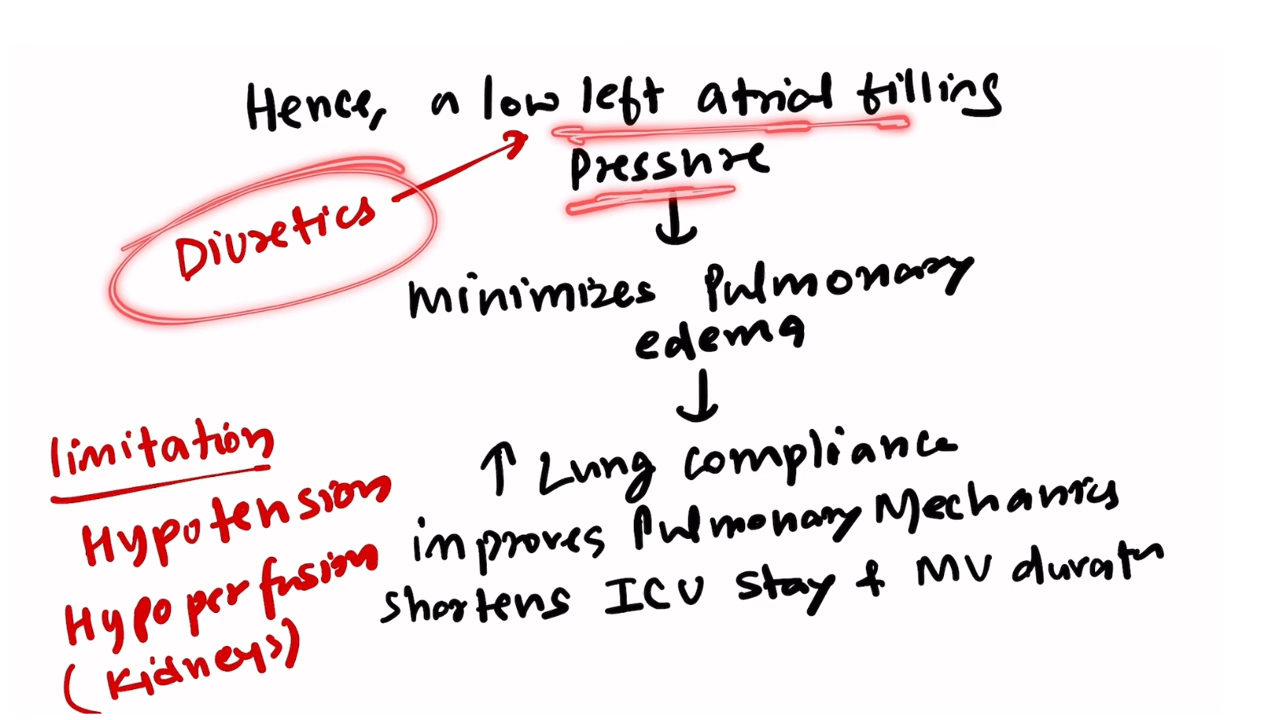 Hence, a low left atrial filling
Pressure
Diuretics
minimizes Pulmonary
edema
↓
↑ Lung compliance
improves Pulmonary Mechanics
shortens ICU stay & MV duratn
limitation
Hypotension
Hypoperfusion
(Kidneys)